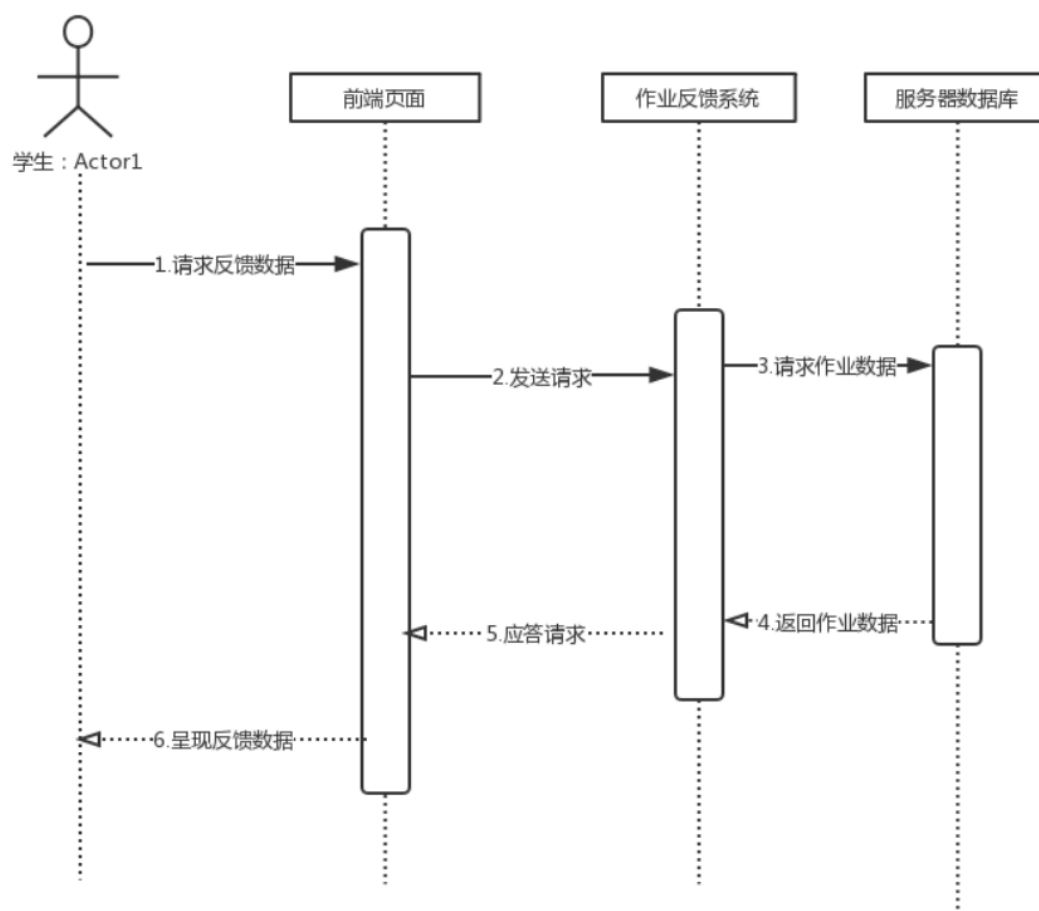 前端页面
作业反馈系统
服务器数据库
学生：Actor1
1.请求反馈数据
2.发送请求
3.请求作业数据
4.返回作业数据
5.应答请求
6.呈现反馈数据